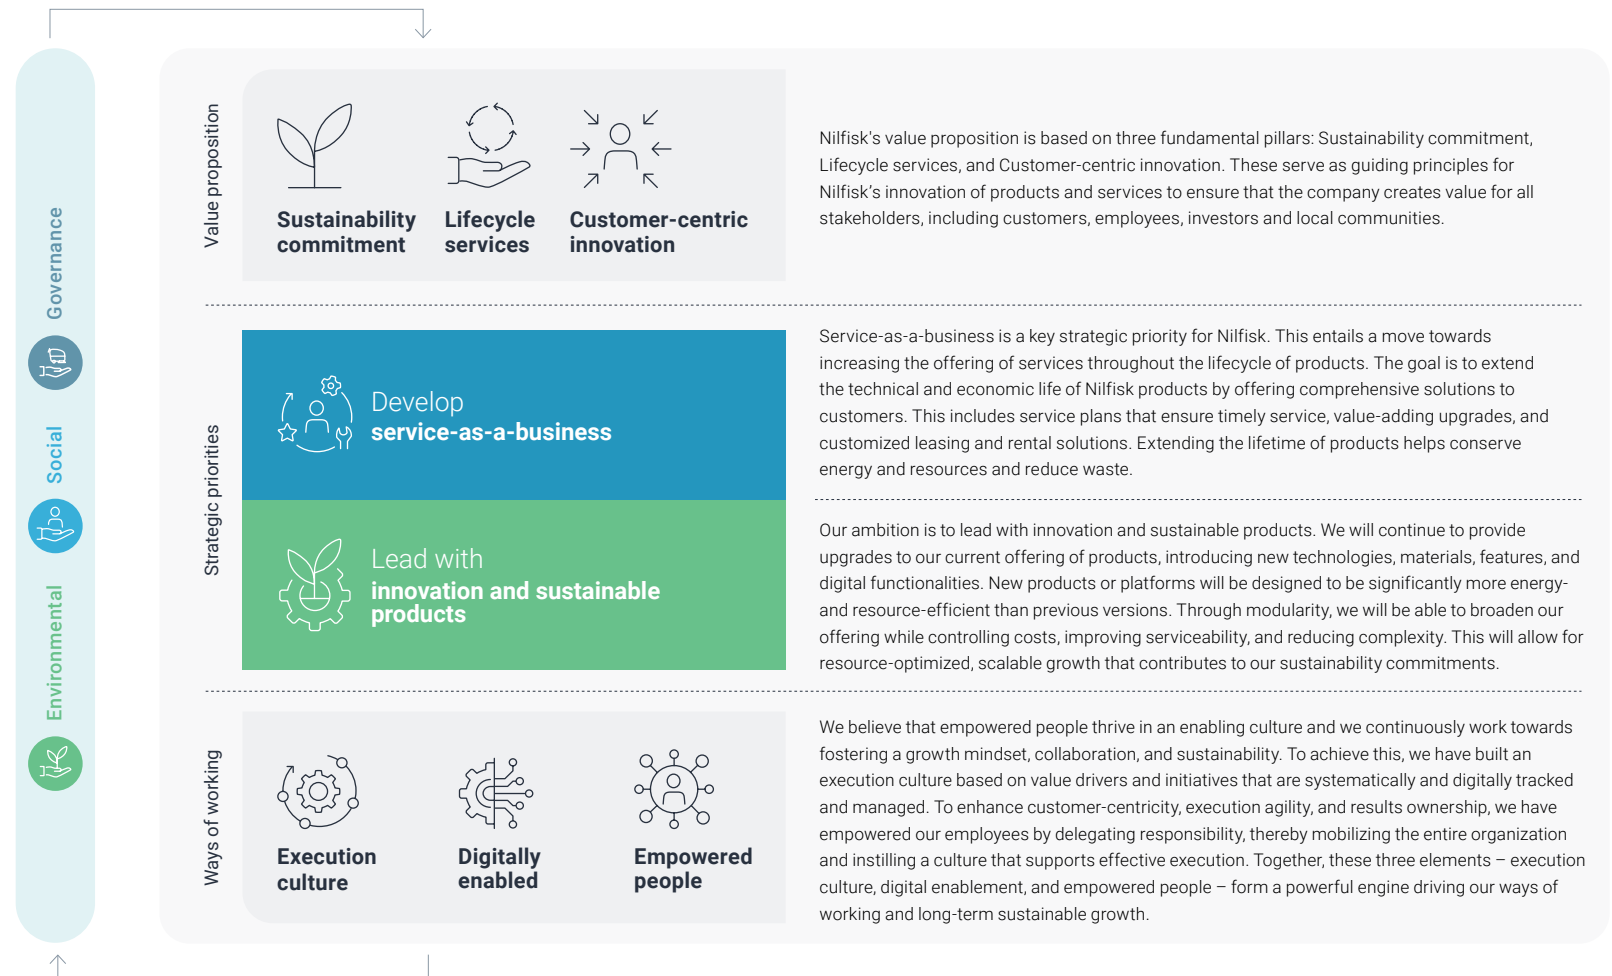 Governance
Social
Environmental
Value proposition
Sustainability
commitment
Lifecycle
services
Customer-centric
innovation
Nilfisk's value proposition is based on three fundamental pillars: Sustainability commitment,
Lifecycle services, and Customer-centric innovation. These serve as guiding principles for
Nilfisk’s innovation of products and services to ensure that the company creates value for all
stakeholders, including customers, employees, investors and local communities.
Strategic priorities
Develop
service-as-a-business
Service-as-a-business is a key strategic priority for Nilfisk. This entails a move towards
increasing the offering of services throughout the lifecycle of products. The goal is to extend
the technical and economic life of Nilfisk products by offering comprehensive solutions to
customers. This includes service plans that ensure timely service, value-adding upgrades, and
customized leasing and rental solutions. Extending the lifetime of products helps conserve
energy and resources and reduce waste.
Lead with
innovation and sustainable
products
Our ambition is to lead with innovation and sustainable products. We will continue to provide
upgrades to our current offering of products, introducing new technologies, materials, features, and
digital functionalities. New products or platforms will be designed to be significantly more energy-
and resource-efficient than previous versions. Through modularity, we will be able to broaden our
offering while controlling costs, improving serviceability, and reducing complexity. This will allow for
resource-optimized, scalable growth that contributes to our sustainability commitments.
Ways of working
Execution
culture
Digitally
enabled
Empowered
people
We believe that empowered people thrive in an enabling culture and we continuously work towards
fostering a growth mindset, collaboration, and sustainability. To achieve this, we have built an
execution culture based on value drivers and initiatives that are systematically and digitally tracked
and managed. To enhance customer-centricity, execution agility, and results ownership, we have
empowered our employees by delegating responsibility, thereby mobilizing the entire organization
and instilling a culture that supports effective execution. Together, these three elements – execution
culture, digital enablement, and empowered people – form a powerful engine driving our ways of
working and long-term sustainable growth.